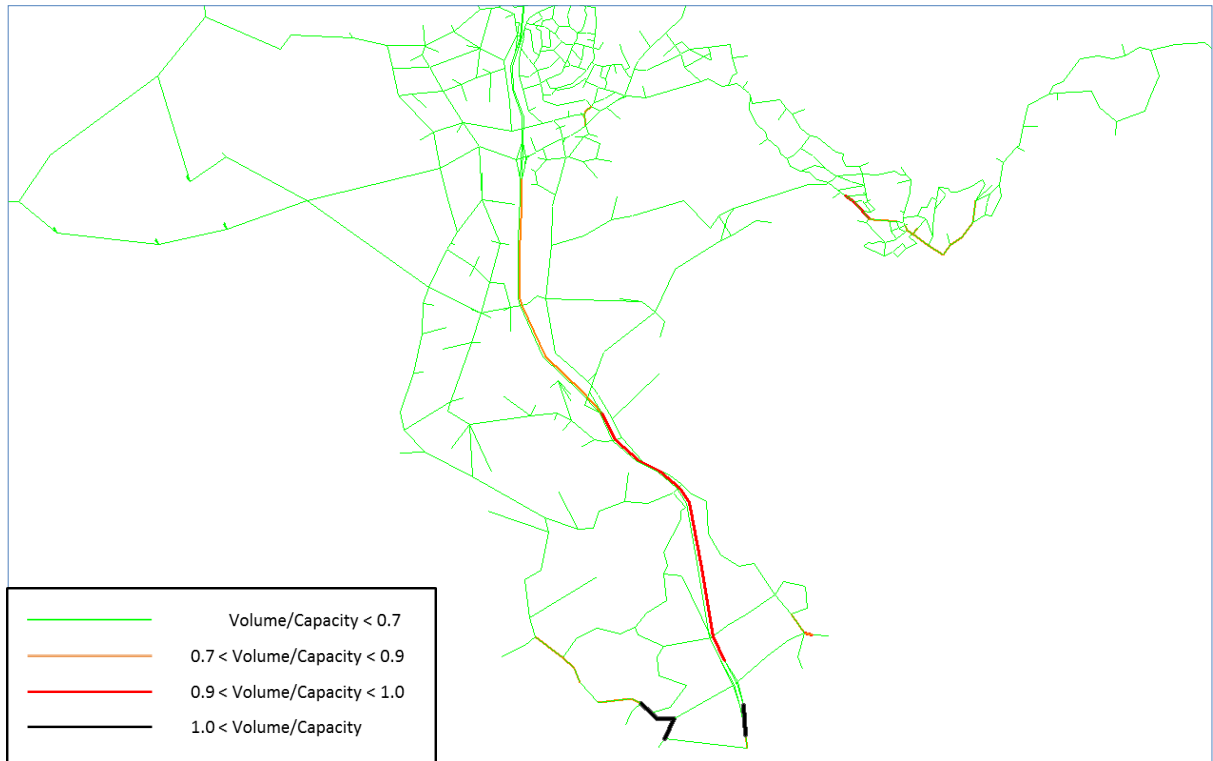 Volume/Capacity < 0.7
0.7 < Volume/Capacity < 0.9
0.9 < Volume/Capacity < 1.0
1.0 < Volume/Capacity